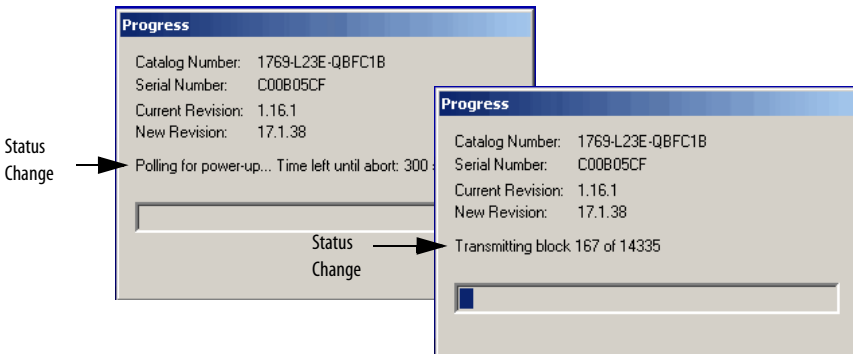 Progress
Catalog Number: 1769-L23E-QBFC1B
Serial Number: C00B05CF
Current Revision: 1.16.1
New Revision: 17.1.38
Status
Change
Polling for power-up... Time left until abort: 300
Progress
Catalog Number: 1769-L23E-QBFC1B
Serial Number: C00B05CF
Current Revision: 1.16.1
New Revision: 17.1.38
Status
Change
Transmitting block 167 of 14335